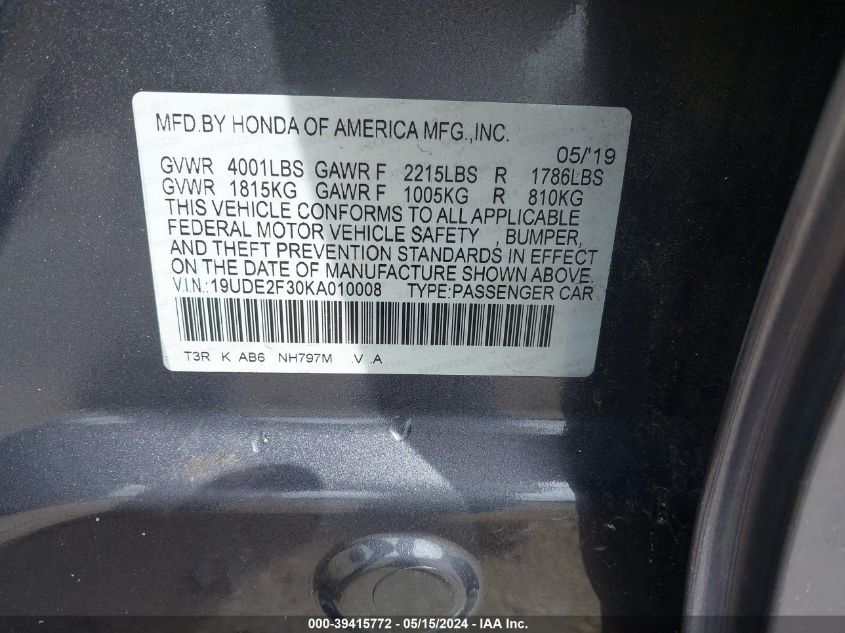 MFD.BY HONDA OF AMERICA MFG.,INC.
05/'19
GVWR 4001LBS GAWR F 2215LBS R 1786LBS
GVWR 1815KG GAWR F 1005KG R 810KG
THIS VEHICLE CONFORMS TO ALL APPLICABLE
FEDERAL MOTOR VEHICLE SAFETY , BUMPER,
AND THEFT PREVENTION STANDARDS IN EFFECT
ON THE DATE OF MANUFACTURE SHOWN ABOVE.
V.I.N.: 19UDE2F30KA010008 TYPE:PASSENGER CAR
T3R K AB6 NH797M .V .A
000-39415772 — 05/15/2024 — IAA Inc.